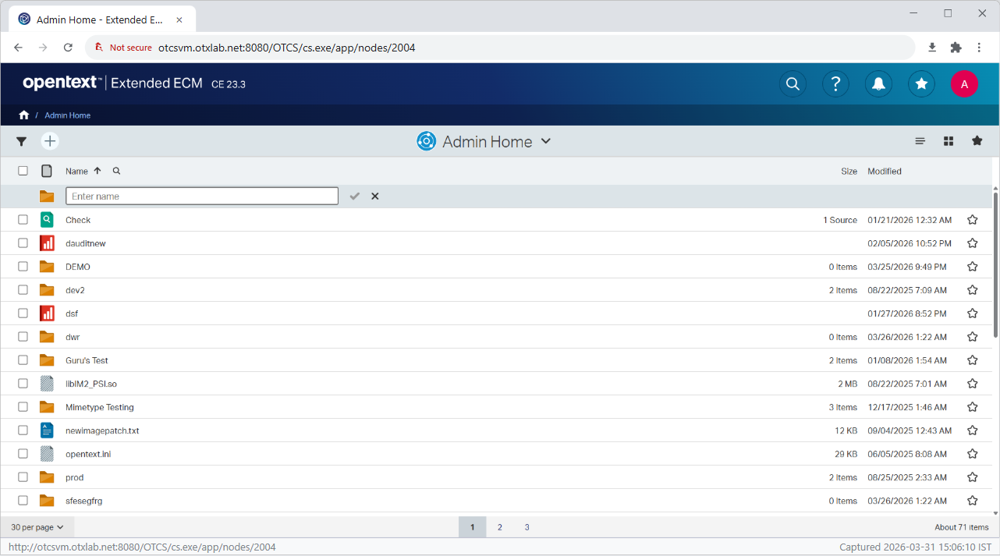 Admin Home - Extended E...
Not secure otcsvm.otxlab.net:8080/OTCS/cs.exe/app/nodes/2004
opentext™ | Extended ECM CE 23.3
A
/ Admin Home
Admin Home
Name Size Modified
Enter name
Check 1 Source 01/21/2026 12:32 AM
dauditnew 02/05/2026 10:52 PM
DEMO 0 Items 03/25/2026 9:49 PM
dev2 2 Items 08/22/2025 7:09 AM
dsf 01/27/2026 8:52 PM
dwr 0 Items 03/26/2026 1:22 AM
Guru's Test 2 Items 01/08/2026 1:54 AM
libIM2_PSI.so 2 MB 08/22/2025 7:01 AM
Mimetype Testing 3 Items 12/17/2025 1:46 AM
newimagepatch.txt 12 KB 09/04/2025 12:43 AM
opentext.ini 29 KB 06/05/2025 8:08 AM
prod 2 Items 08/25/2025 2:33 AM
sfesegfrg 0 Items 03/26/2026 1:22 AM
30 per page 1 2 3 About 71 items
http://otcsvm.otxlab.net:8080/OTCS/cs.exe/app/nodes/2004 Captured 2026-03-31 15:06:10 IST